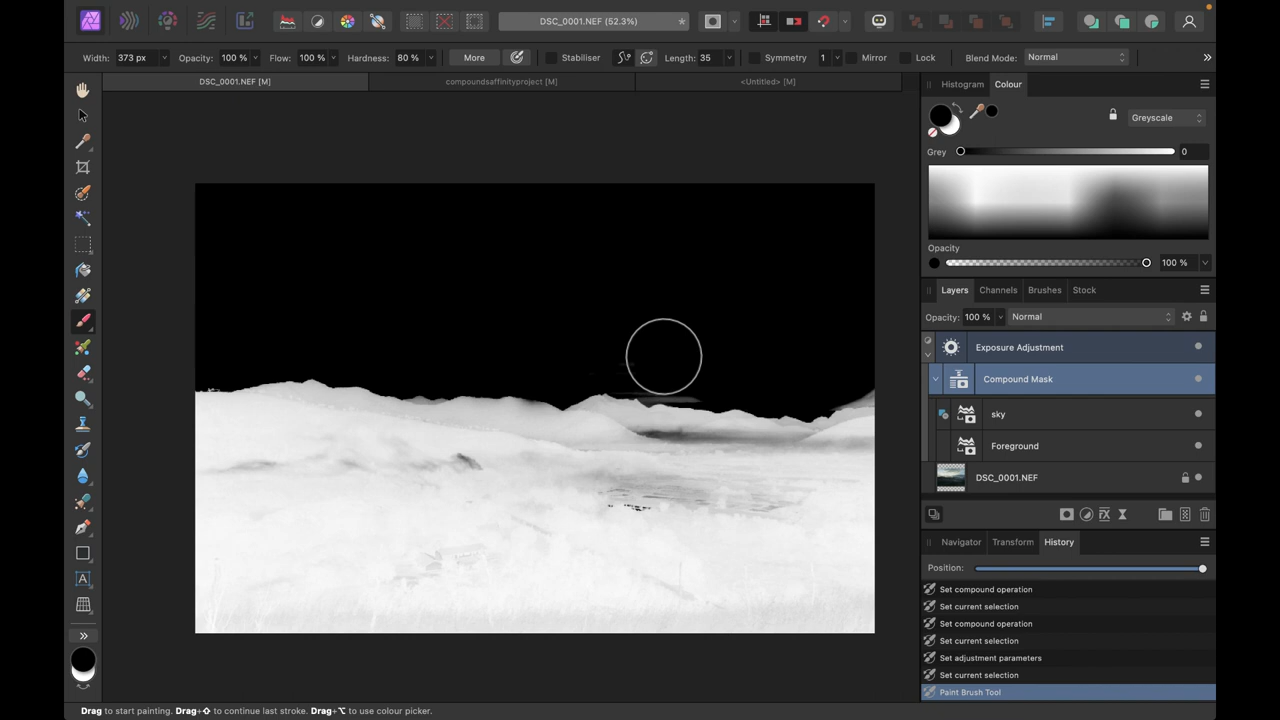 DSC_0001.NEF (52.3%) *
Width: 373 px Opacity: 100 % Flow: 100 % Hardness: 80 % More Stabiliser Length: 35 Symmetry 1 Mirror Lock Blend Mode: Normal »
DSC_0001.NEF [M] compoundsaffinityproject [M] <Untitled> [M]
Histogram Colour
Greyscale
Grey 0
Opacity
100 %
Layers Channels Brushes Stock
Opacity: 100 % Normal
Exposure Adjustment
Compound Mask
sky
Foreground
DSC_0001.NEF
Navigator Transform History
Position:
Set compound operation
Set current selection
Set compound operation
Set current selection
Set adjustment parameters
Set current selection
Paint Brush Tool
Drag to start painting. Drag+⇧ to continue last stroke. Drag+⌥ to use colour picker.